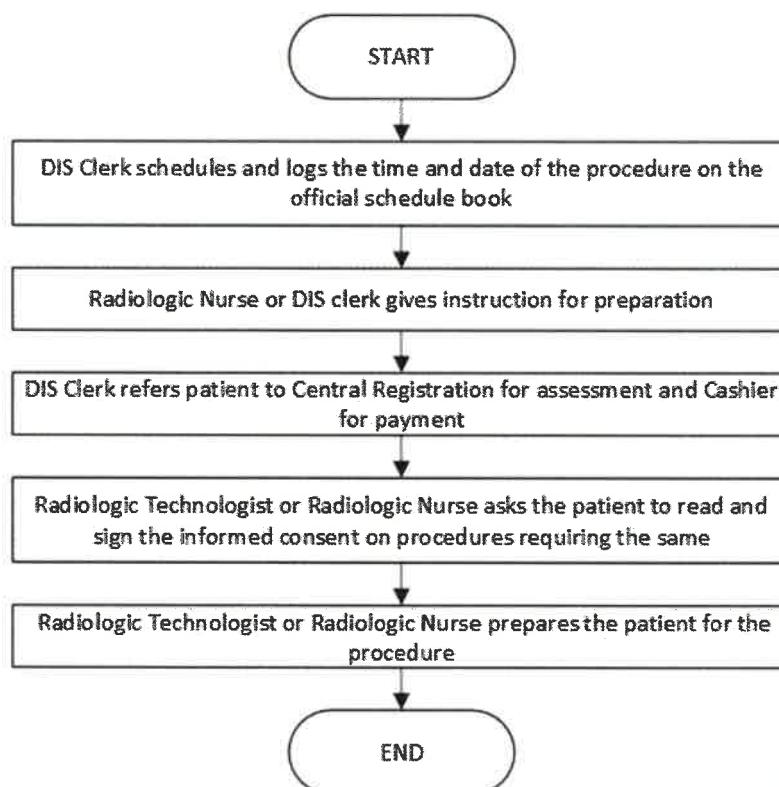 START
DIS Clerk schedules and logs the time and date of the procedure on the
official schedule book
Radiologic Nurse or DIS clerk gives instruction for preparation
DIS Clerk refers patient to Central Registration for assessment and Cashier
for payment
Radiologic Technologist or Radiologic Nurse asks the patient to read and
sign the informed consent on procedures requiring the same
Radiologic Technologist or Radiologic Nurse prepares the patient for the
procedure
END